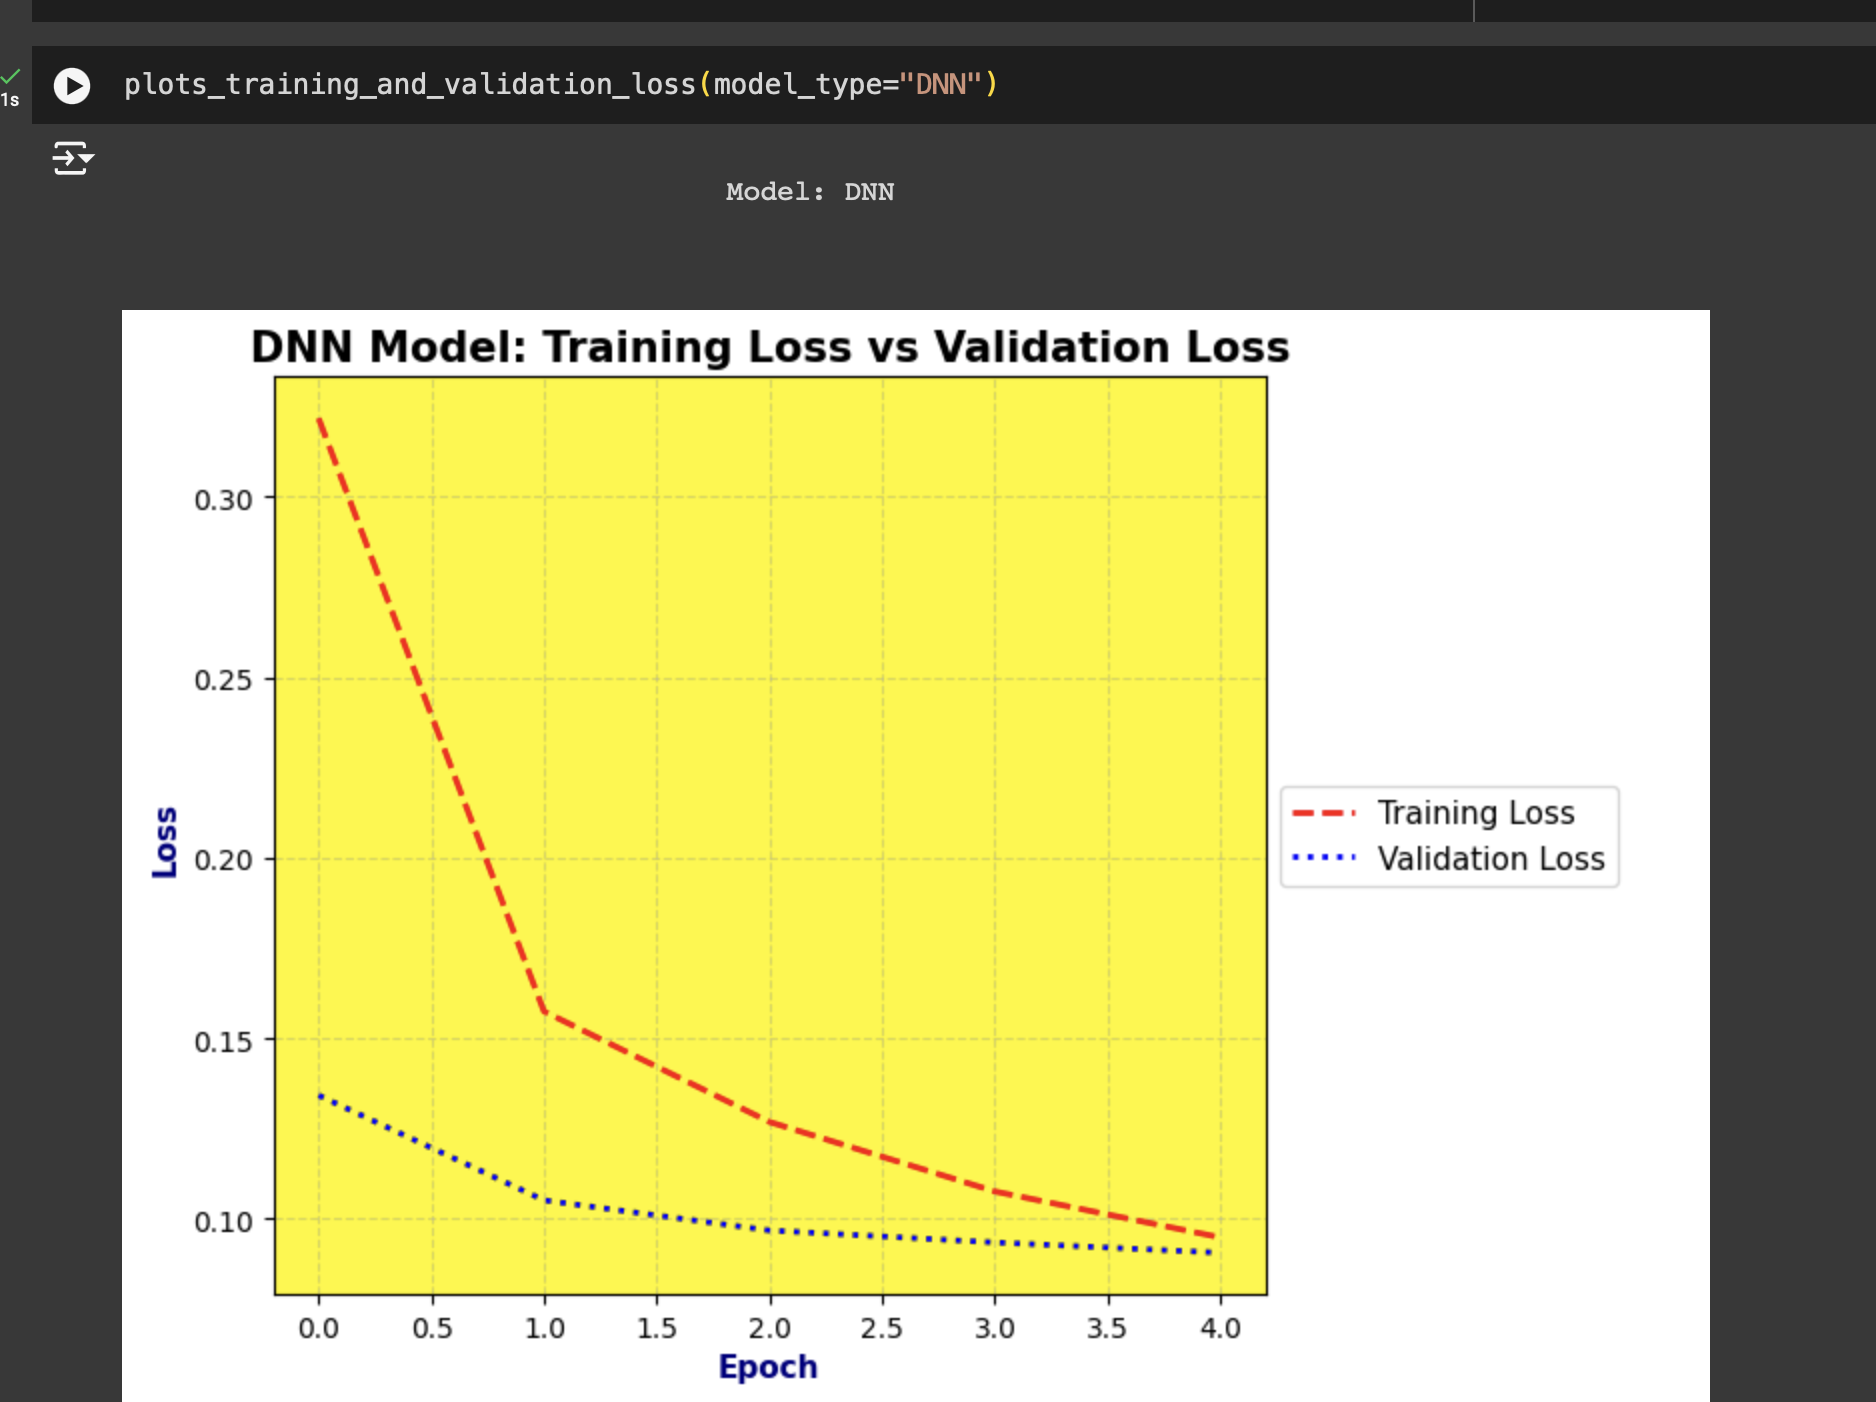 plots_training_and_validation_loss(model_type="DNN")
1s
Model: DNN
DNN Model: Training Loss vs Validation Loss
0.30
0.25
0.20
0.15
0.10
Loss
Training Loss
Validation Loss
0.0 0.5 1.0 1.5 2.0 2.5 3.0 3.5 4.0
Epoch